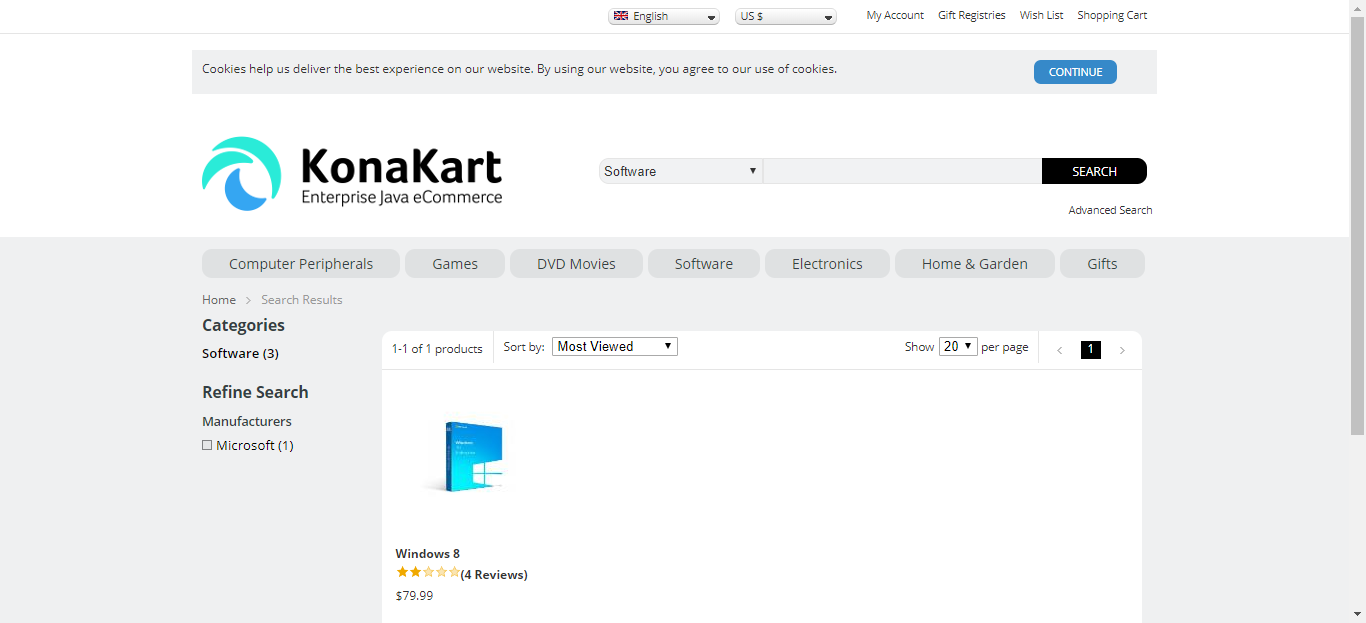 English
US $
My Account
Gift Registries
Wish List
Shopping Cart
Cookies help us deliver the best experience on our website. By using our website, you agree to our use of cookies.
CONTINUE
KonaKart
Enterprise Java eCommerce
Software
SEARCH
Advanced Search
Computer Peripherals
Games
DVD Movies
Software
Electronics
Home & Garden
Gifts
Home > Search Results
Categories
Software (3)
Refine Search
Manufacturers
Microsoft (1)
1-1 of 1 products
Sort by: Most Viewed
Show 20 per page
< 1 >
Windows 8
(4 Reviews)
$79.99